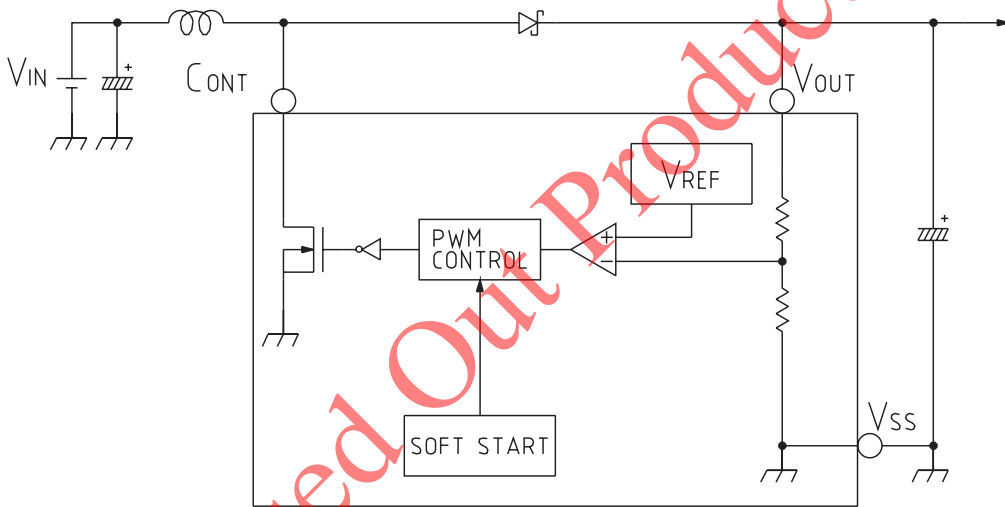 VIN
+
CONT
VOUT
VREF
+
PWM
CONTROL
+
−
SOFT START
VSS
ed Out Produc